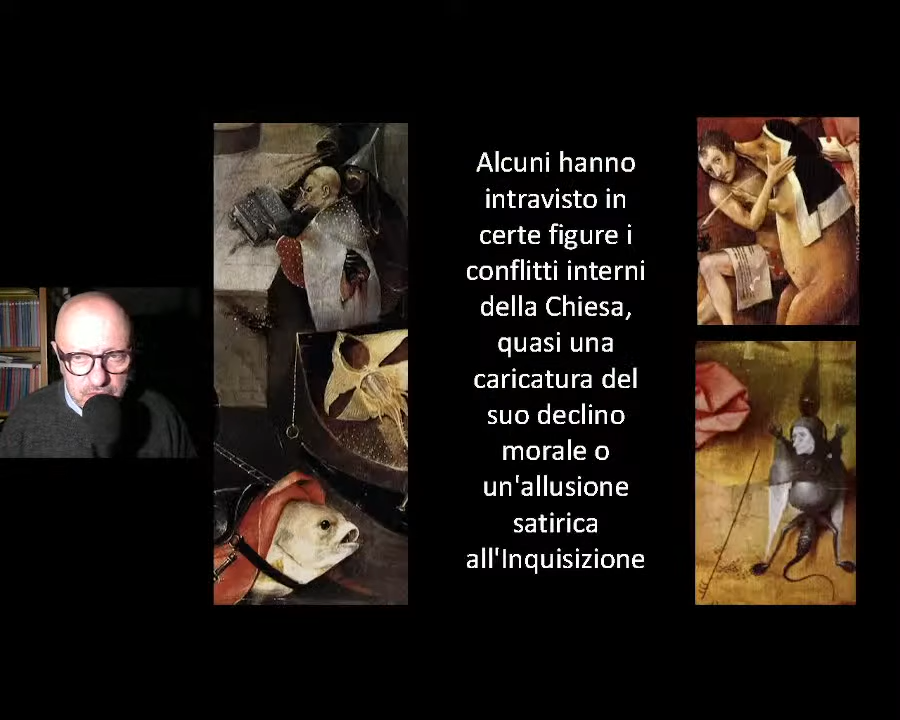 Alcuni hanno
intravisto in
certe figure i
conflitti interni
della Chiesa,
quasi una
caricatura del
suo declino
morale o
un'allusione
satirica
all'Inquisizione